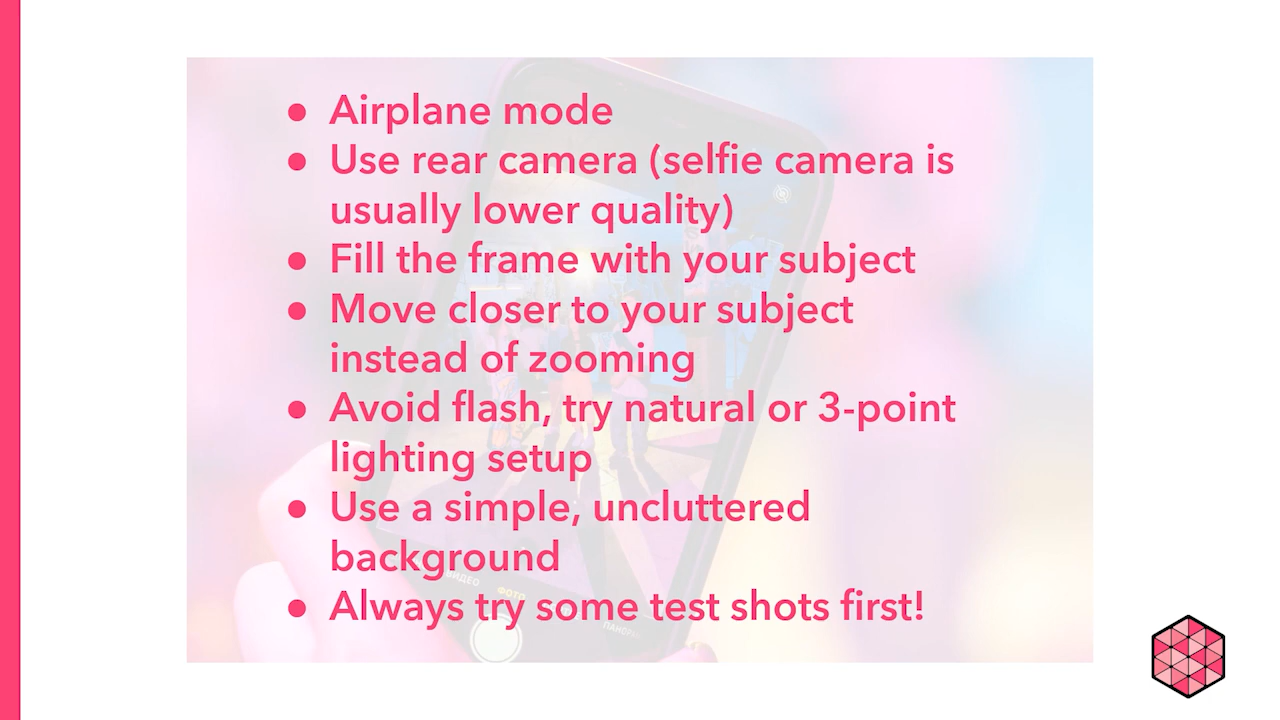 ● Airplane mode
● Use rear camera (selfie camera is
usually lower quality)
● Fill the frame with your subject
● Move closer to your subject
instead of zooming
● Avoid flash, try natural or 3-point
lighting setup
● Use a simple, uncluttered
background
● Always try some test shots first!
ВИДЕО
ФОТО